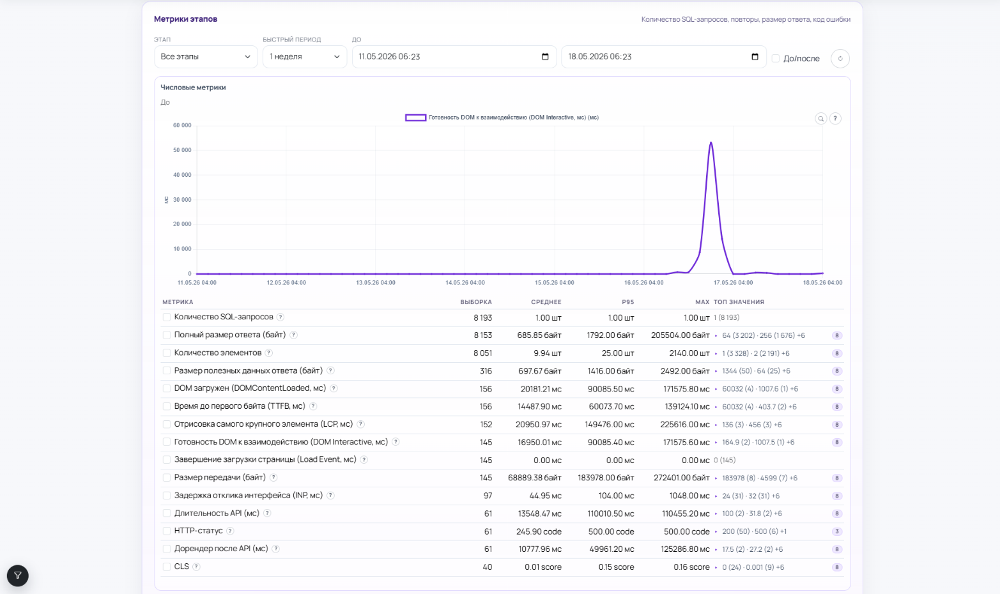 Метрики этапов
Количество SQL-запросов, повторы, размер ответа, код ошибки
ЭТАП БЫСТРЫЙ ПЕРИОД ДО
Все этапы 1 неделя 11.05.2026 06:23 18.05.2026 06:23 До/после
Числовые метрики
До
Готовность DOM к взаимодействию (DOM Interactive, мс) (мс)
?
60 000
50 000
40 000
30 000
20 000
10 000
0
мс
11.05.26 04:00 12.05.26 04:00 13.05.26 04:00 14.05.26 04:00 15.05.26 04:00 16.05.26 04:00 17.05.26 04:00 18.05.26 04:00
МЕТРИКА ВЫБОРКА СРЕДНЕЕ P95 MAX ТОП ЗНАЧЕНИЯ
Количество SQL-запросов ? 8 193 1.00 шт 1.00 шт 1.00 шт 1 (8 193)
Полный размер ответа (байт) ? 8 153 685.85 байт 1792.00 байт 205504.00 байт 64 (3 202) · 256 (1 676) +6 8
Количество элементов ? 8 051 9.94 шт 25.00 шт 2140.00 шт 1 (3 328) · 2 (2 191) +6 8
Размер полезных данных ответа (байт) ? 316 697.67 байт 1416.00 байт 2492.00 байт 1344 (50) · 64 (25) +6 8
DOM загружен (DOMContentLoaded, мс) ? 156 20181.21 мс 90085.50 мс 171575.80 мс 60032 (4) · 1007.6 (1) +6 8
Время до первого байта (TTFB, мс) ? 156 14487.90 мс 60073.70 мс 139124.10 мс 60032 (4) · 403.7 (2) +6 8
Отрисовка самого крупного элемента (LCP, мс) ? 152 20950.97 мс 149476.00 мс 225616.00 мс 136 (3) · 456 (3) +6 8
Готовность DOM к взаимодействию (DOM Interactive, мс) ? 145 16950.01 мс 90085.40 мс 171575.60 мс 164.9 (2) · 1007.5 (1) +6 8
Завершение загрузки страницы (Load Event, мс) ? 145 0.00 мс 0.00 мс 0.00 мс 0 (145)
Размер передачи (байт) ? 145 68889.38 байт 183978.00 байт 272401.00 байт 183978 (8) · 4599 (7) +6 8
Задержка отклика интерфейса (INP, мс) ? 97 44.95 мс 104.00 мс 1048.00 мс 24 (31) · 32 (31) +6 8
Длительность API (мс) ? 61 13548.47 мс 110010.50 мс 110455.20 мс 100 (2) · 31.8 (2) +6 8
HTTP-статус ? 61 245.90 code 500.00 code 500.00 code 200 (50) · 500 (6) +1 3
Дорендер после API (мс) ? 61 10777.96 мс 49961.20 мс 125286.80 мс 17.5 (2) · 27.2 (2) +6 8
CLS ? 40 0.01 score 0.15 score 0.16 score 0 (24) · 0.001 (9) +6 8